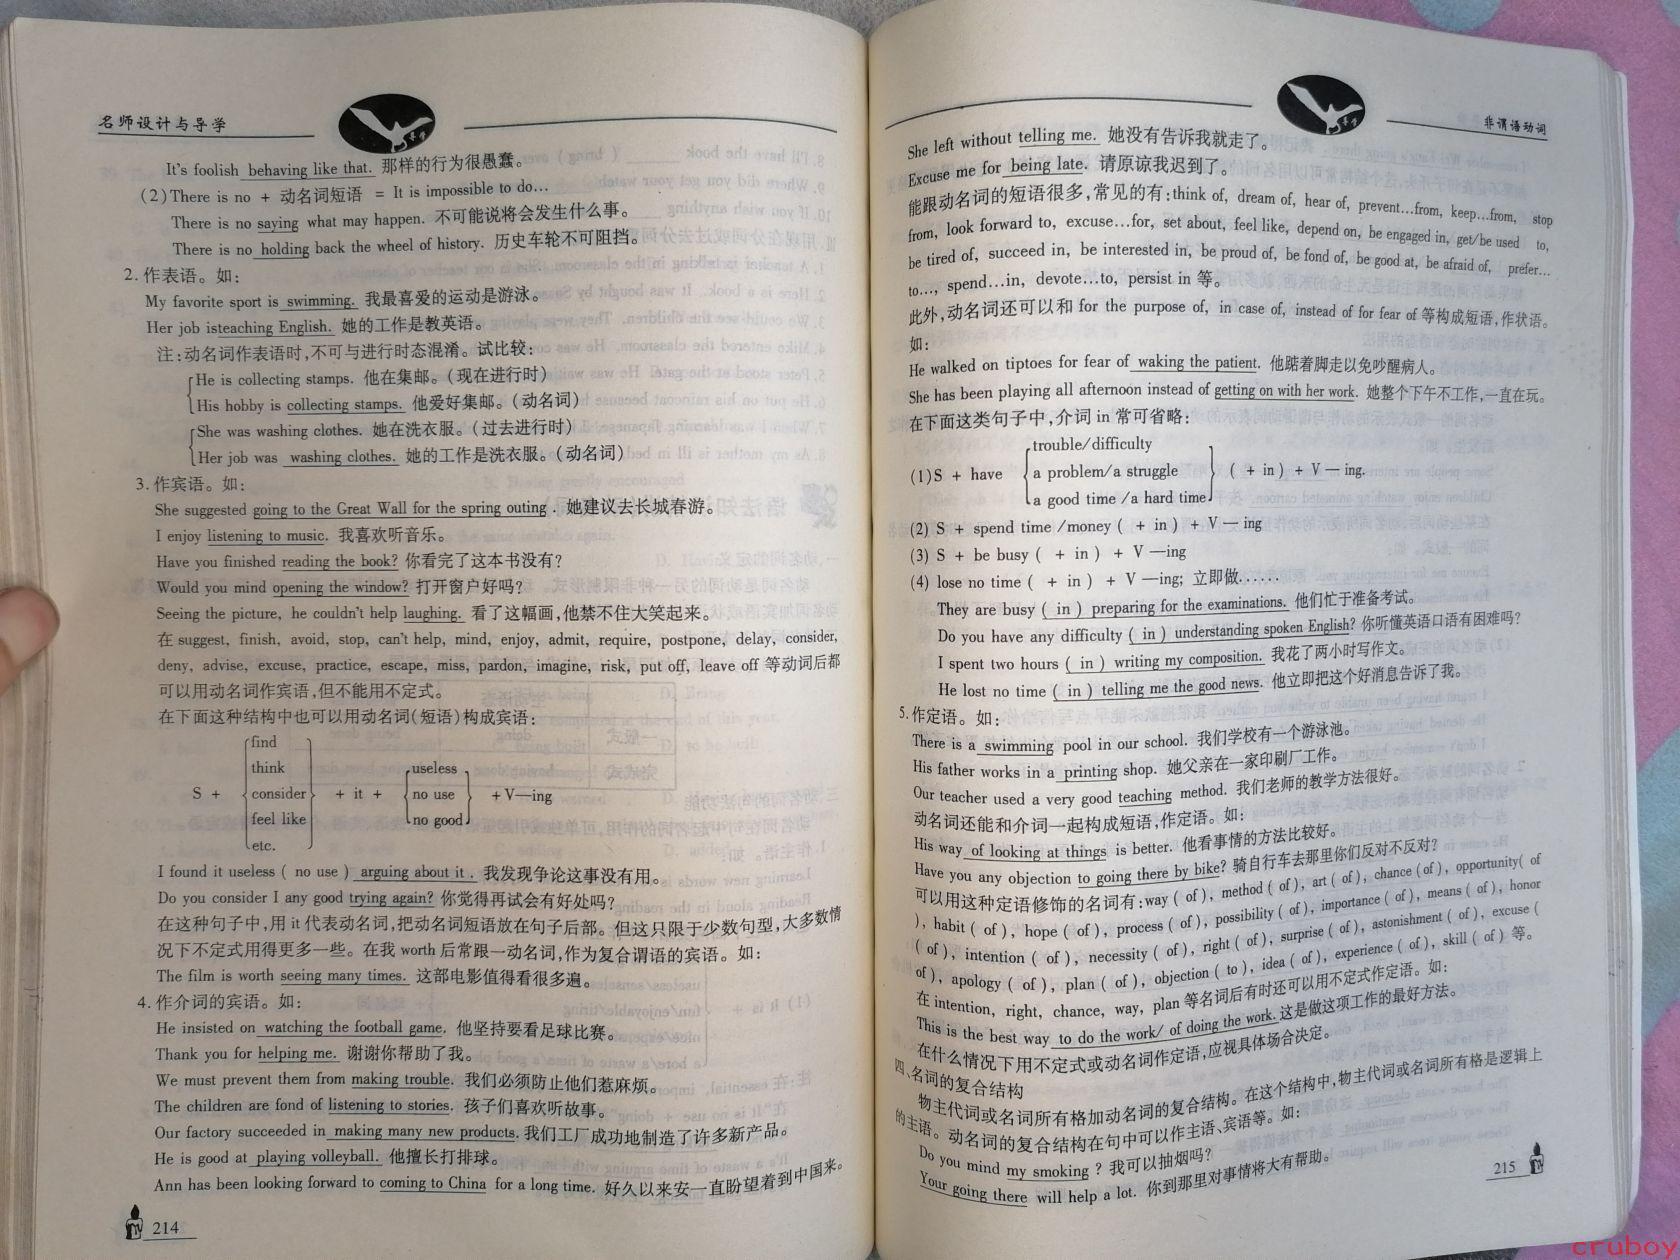 名师设计与导学
It's foolish behaving like that. 那样的行为很愚蠢。
(2)There is no + 动名词短语 = It is impossible to do...
There is no saying what may happen. 不可能说将会发生什么事。
There is no holding back the wheel of history. 历史车轮不可阻挡。
2.作表语。如:
My favorite sport is swimming. 我最喜爱的运动是游泳。
Her job isteaching English. 她的工作是教英语。
注:动名词作表语时,不可与进行时态混淆。试比较:
He is collecting stamps. 他在集邮。(现在进行时)
His hobby is collecting stamps. 他爱好集邮。(动名词)
She was washing clothes. 她在洗衣服。(过去进行时)
Her job was washing clothes. 她的工作是洗衣服。(动名词)
3.作宾语。如:
She suggested going to the Great Wall for the spring outing . 她建议去长城春游。
I enjoy listening to music. 我喜欢听音乐。
Have you finished reading the book? 你看完了这本书没有?
Would you mind opening the window? 打开窗户好吗?
Seeing the picture, he couldn't help laughing. 看了这幅画,他禁不住大笑起来。
在 suggest, finish, avoid, stop, can't help, mind, enjoy, admit, require, postpone, delay, consider,
deny, advise, excuse, practice, escape, miss, pardon, imagine, risk, put off, leave off 等动词后都
可以用动名词作宾语,但不能用不定式。
在下面这种结构中也可以用动名词(短语)构成宾语:
find
think useless
S + consider + it + no use +V—ing
feel like no good
etc.
I found it useless ( no use ) arguing about it . 我发现争论这事没有用。
Do you consider I any good trying again? 你觉得再试会有好处吗?
在这种句子中,用 it 代表动名词,把动名词短语放在句子后部。但这只限于少数句型,大多数情
况下不定式用得更多一些。在我 worth 后常跟一动名词,作为复合谓语的宾语。如:
The film is worth seeing many times. 这部电影值得看很多遍。
4.作介词的宾语。如:
He insisted on watching the football game. 他坚持要看足球比赛。
Thank you for helping me. 谢谢你帮助了我。
We must prevent them from making trouble. 我们必须防止他们惹麻烦。
The children are fond of listening to stories. 孩子们喜欢听故事。
Our factory succeeded in making many new products. 我们工厂成功地制造了许多新产品。
He is good at playing volleyball. 他擅长打排球。
Ann has been looking forward to coming to China for a long time. 好久以来安一直盼望着到中国来。
214
非谓语动词
She left without telling me. 她没有告诉我就走了。
Excuse me for being late. 请原谅我迟到了。
能跟动名词的短语很多,常见的有:think of, dream of, hear of, prevent...from, keep...from, stop
from, look forward to, excuse...for, set about, feel like, depend on, be engaged in, get/be used to,
be tired of, succeed in, be interested in, be proud of, be fond of, be good at, be afraid of, prefer...
to..., spend...in, devote...to, persist in 等。
此外,动名词还可以和 for the purpose of, in case of, instead of for fear of 等构成短语,作状语。
如:
He walked on tiptoes for fear of waking the patient. 他踮着脚走以免吵醒病人。
She has been playing all afternoon instead of getting on with her work. 她整个下午不工作,一直在玩。
在下面这类句子中,介词 in 常可省略:
trouble/difficulty
(1)S + have a problem/a struggle ( + in) + V — ing.
a good time /a hard time
(2) S + spend time /money ( + in) + V — ing
(3) S + be busy ( + in) + V —ing
(4) lose no time ( + in) + V —ing; 立即做......
They are busy ( in ) preparing for the examinations. 他们忙于准备考试。
Do you have any difficulty ( in ) understanding spoken English? 你听懂英语口语有困难吗?
I spent two hours ( in ) writing my composition. 我花了两小时写作文。
He lost no time ( in ) telling me the good news. 他立即把这个好消息告诉了我。
5.作定语。如:
There is a swimming pool in our school. 我们学校有一个游泳池。
His father works in a printing shop. 她父亲在一家印刷厂工作。
Our teacher used a very good teaching method. 我们老师的教学方法很好。
动名词还能和介词一起构成短语,作定语。如:
His way of looking at things is better. 他看事情的方法比较好。
Have you any objection to going there by bike? 骑自行车去那里你们反对不反对?
可以用这种定语修饰的名词有:way ( of ), method ( of ), art ( of ), chance (of ), opportunity( of
), habit ( of ), hope ( of ), process ( of ), possibility ( of ), importance ( of ), means ( of ), honor
( of ), intention ( of ), necessity ( of ), right ( of ), surprise ( of ), astonishment ( of ), excuse (
of ), apology ( of ), plan ( of ), objection ( to ), idea ( of ), experience ( of ), skill ( of ) 等。
在 intention, right, chance, way, plan 等名词后有时还可以用不定式作定语。如:
This is the best way to do the work/ of doing the work. 这是做这项工作的最好方法。
在什么情况下用不定式或动名词作定语,应视具体场合决定。
四、名词的复合结构
物主代词或名词所有格加动名词的复合结构。在这个结构中,物主代词或名词所有格是逻辑上
的主语。动名词的复合结构在句中可以作主语、宾语等。如:
Do you mind my smoking ? 我可以抽烟吗?
Your going there will help a lot. 你到那里对事情将大有帮助。
215
cruboy